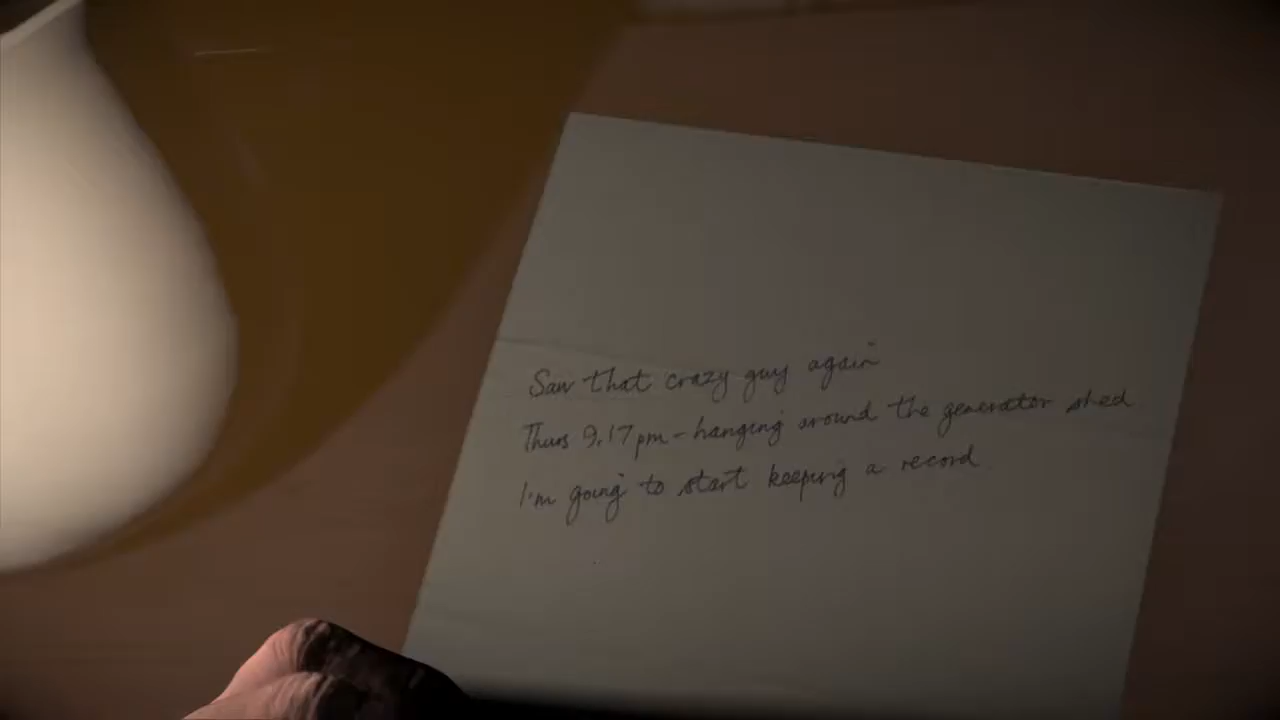 Saw that crazy guy again
Thurs 9.17pm - hanging around the generator shed
I'm going to start keeping a record